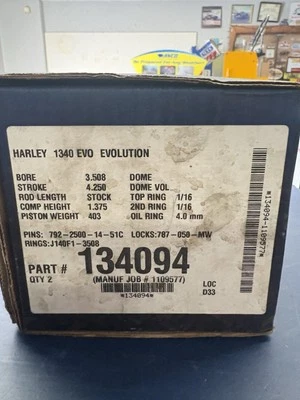 HARLEY 1340 EVO EVOLUTION
BORE 3.508 DOME
STROKE 4.250 DOME VOL
ROD LENGTH STOCK TOP RING 1/16
COMP HEIGHT 1.375 2ND RING 1/16
PISTON WEIGHT 403 OIL RING 4.0 mm
PINS: 792-2500-14-51C LOCKS:787-050-MW
RINGS:J140F1-3508
PART # 134094
QTY 2 (MANUF JOB # 1109577)
*134094*
LOC
D33
*134094-1109577*